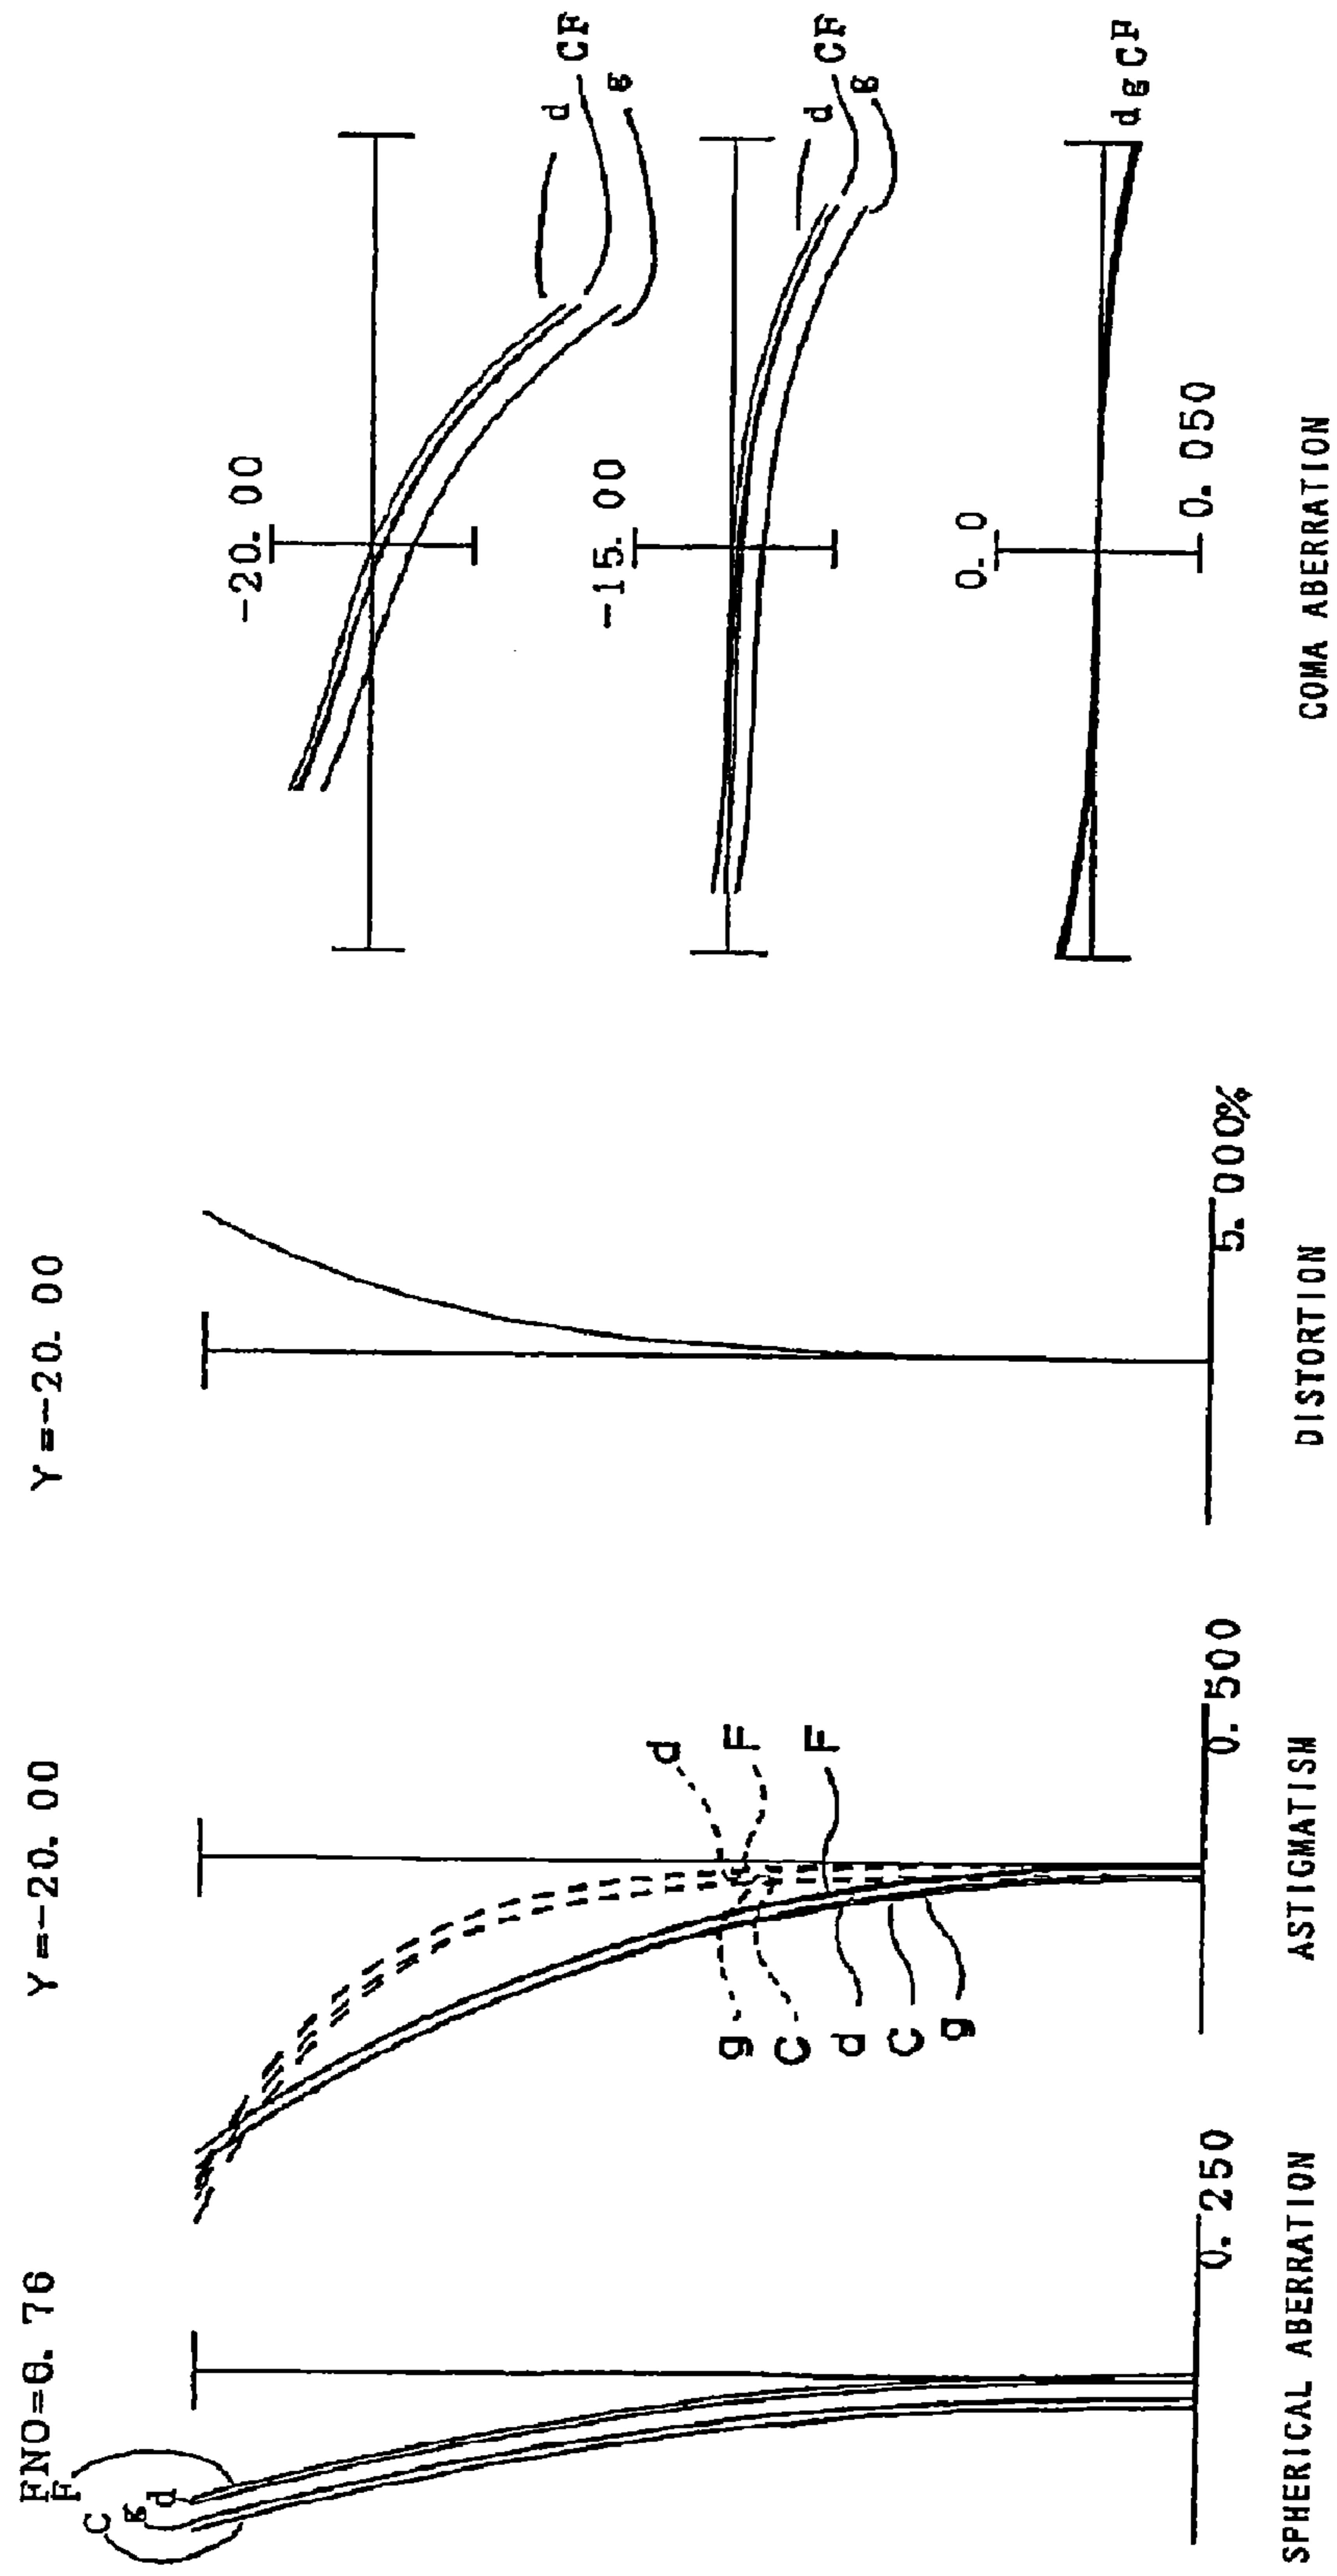 FNO=6. 76
F
C
g
d
0. 250
SPHERICAL ABERRATION
Y=-20. 00
d
F
F
g
C
d
C
g
0. 500
ASTIGMATISM
Y=-20. 00
5. 000%
DISTORTION
-20. 00
d
CF
g
-15. 00
d
CF
g
0. 0
d g CF
0. 050
COMA ABERRATION